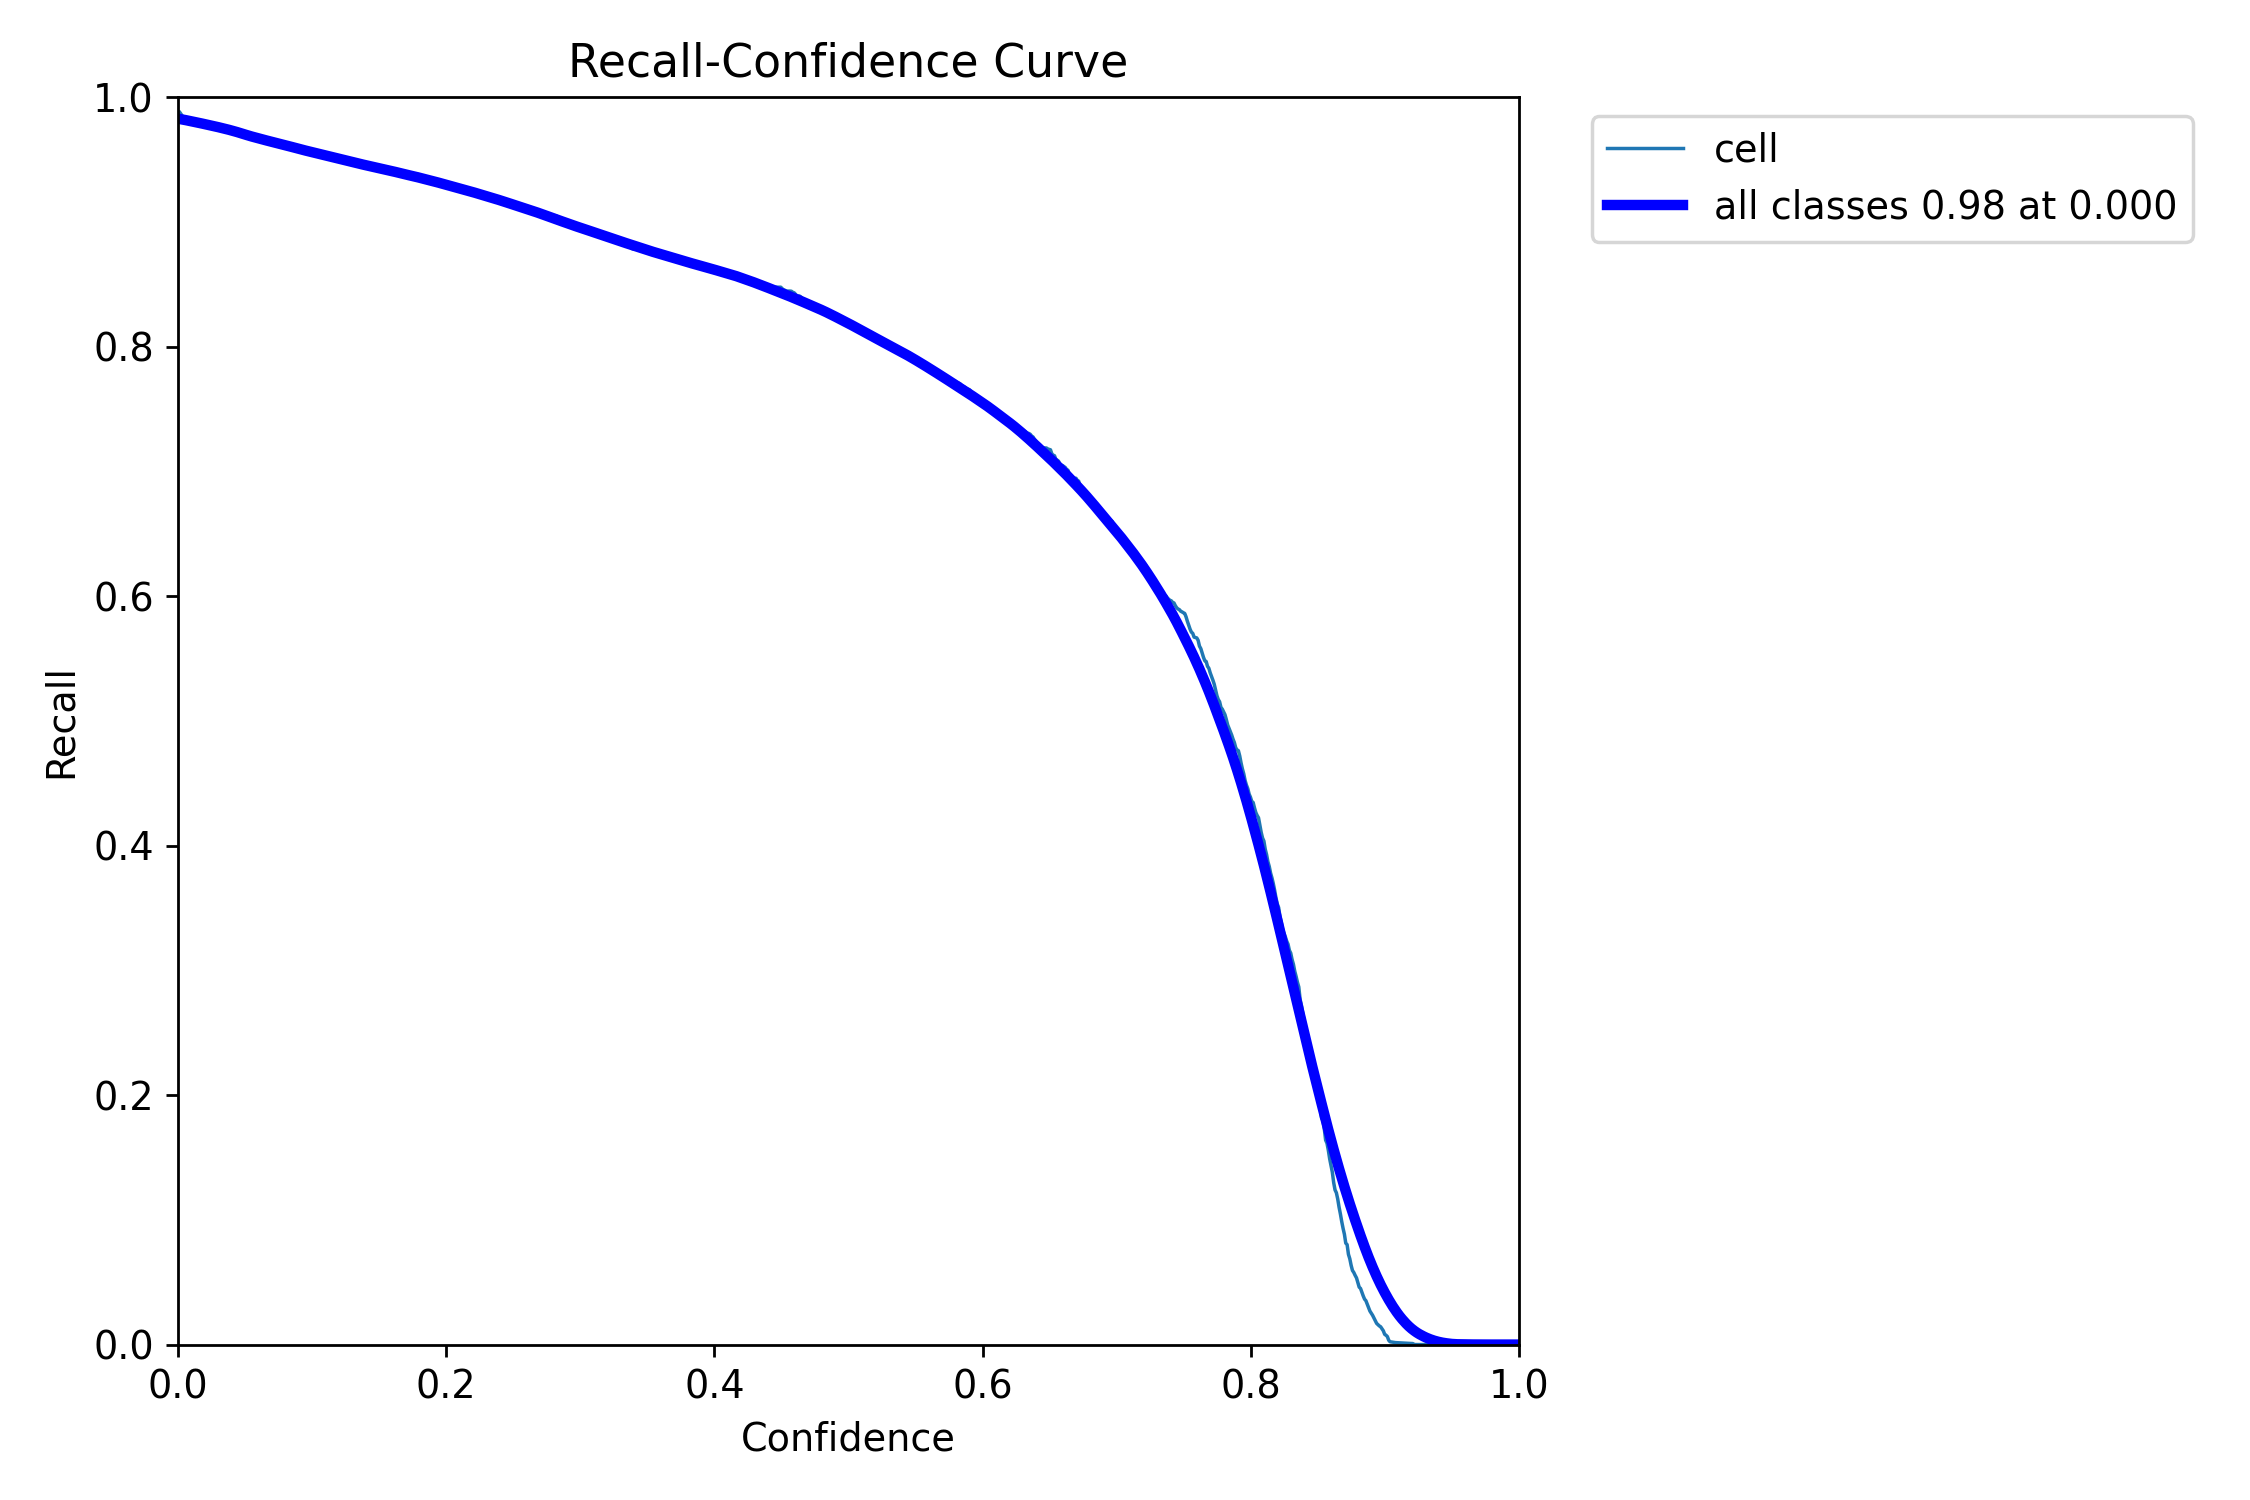 Recall-Confidence Curve
cell
all classes 0.98 at 0.000
1.0
0.8
0.6
0.4
0.2
0.0
Recall
0.0 0.2 0.4 0.6 0.8 1.0
Confidence